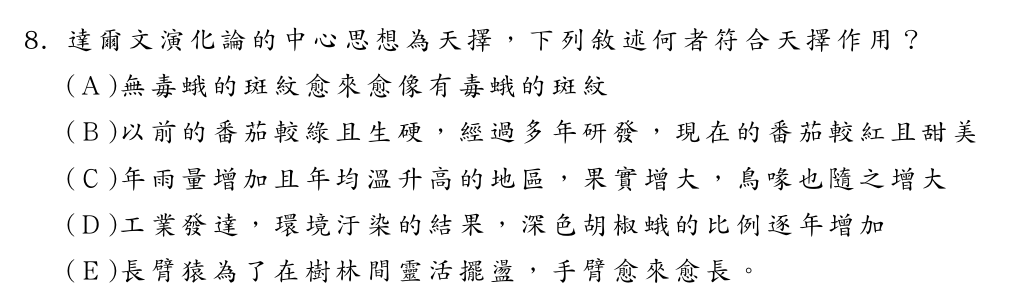 8. 達爾文演化論的中心思想為天擇，下列敘述何者符合天擇作用？
(A)無毒蛾的斑紋愈來愈像有毒蛾的斑紋
(B)以前的番茄較綠且生硬，經過多年研發，現在的番茄較紅且甜美
(C)年雨量增加且年均溫升高的地區，果實增大，鳥喙也隨之增大
(D)工業發達，環境汙染的結果，深色胡椒蛾的比例逐年增加
(E)長臂猿為了在樹林間靈活擺盪，手臂愈來愈長。